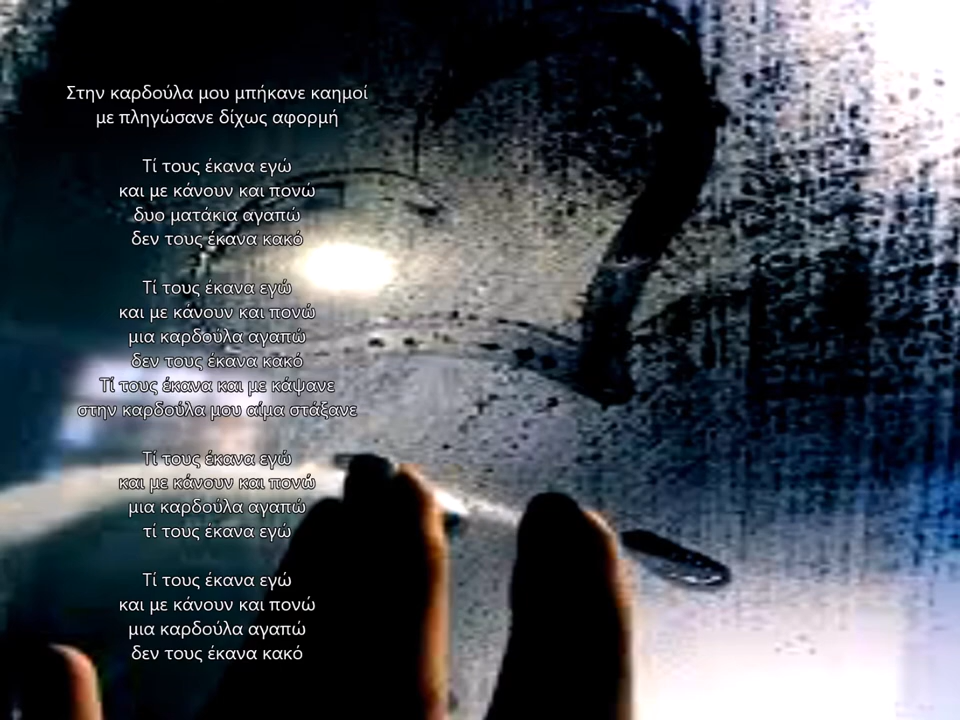 Στην καρδούλα μου μπήκανε καημοί
με πληγώσανε δίχως αφορμή
Τί τους έκανα εγώ
και με κάνουν και πονώ
δυο ματάκια αγαπώ
δεν τους έκανα κακό
Τί τους έκανα εγώ
και με κάνουν και πονώ
μια καρδούλα αγαπώ
δεν τους έκανα κακό
Τί τους έκανα και με κάψανε
στην καρδούλα μου αίμα στάξανε
Τί τους έκανα εγώ
και με κάνουν και πονώ
μια καρδούλα αγαπώ
τί τους έκανα εγώ
Τί τους έκανα εγώ
και με κάνουν και πονώ
μια καρδούλα αγαπώ
δεν τους έκανα κακό